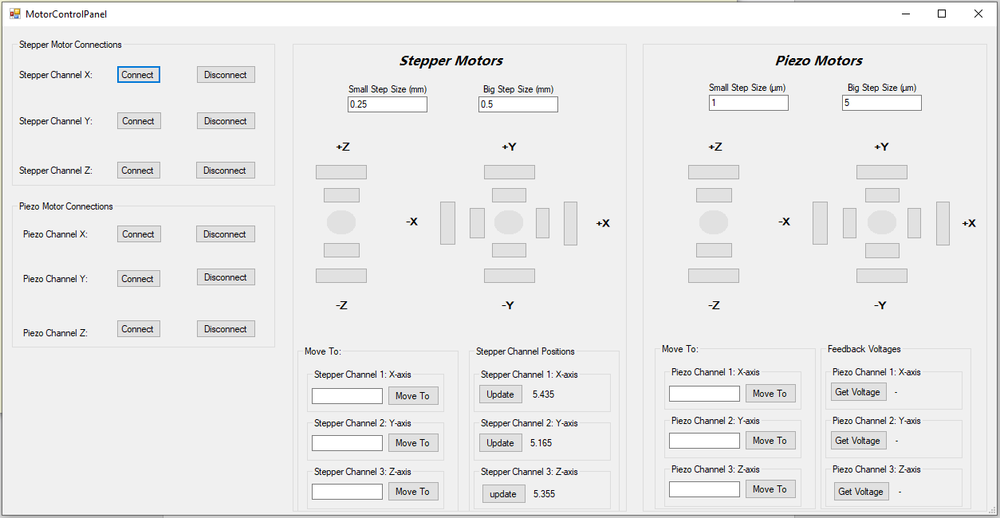 MotorControlPanel
Stepper Motor Connections
Stepper Channel X: Connect Disconnect
Stepper Channel Y: Connect Disconnect
Stepper Channel Z: Connect Disconnect
Piezo Motor Connections
Piezo Channel X: Connect Disconnect
Piezo Channel Y: Connect Disconnect
Piezo Channel Z: Connect Disconnect
Stepper Motors
Small Step Size (mm) Big Step Size (mm)
0.25 0.5
+Z +Y
-X +X
-Z -Y
Move To:
Stepper Channel 1: X-axis
Move To
Stepper Channel 2: Y-axis
Move To
Stepper Channel 3: Z-axis
Move To
Stepper Channel Positions
Stepper Channel 1: X-axis
Update 5.435
Stepper Channel 2: Y-axis
Update 5.165
Stepper Channel 3: Z-axis
update 5.355
Piezo Motors
Small Step Size (µm) Big Step Size (µm)
1 5
+Z +Y
-X +X
-Z -Y
Move To:
Piezo Channel 1: X-axis
Move To
Piezo Channel 2: Y-axis
Move To
Piezo Channel 3: Z-axis
Move To
Feedback Voltages
Piezo Channel 1: X-axis
Get Voltage -
Piezo Channel 2: Y-axis
Get Voltage -
Piezo Channel 3: Z-axis
Get Voltage -